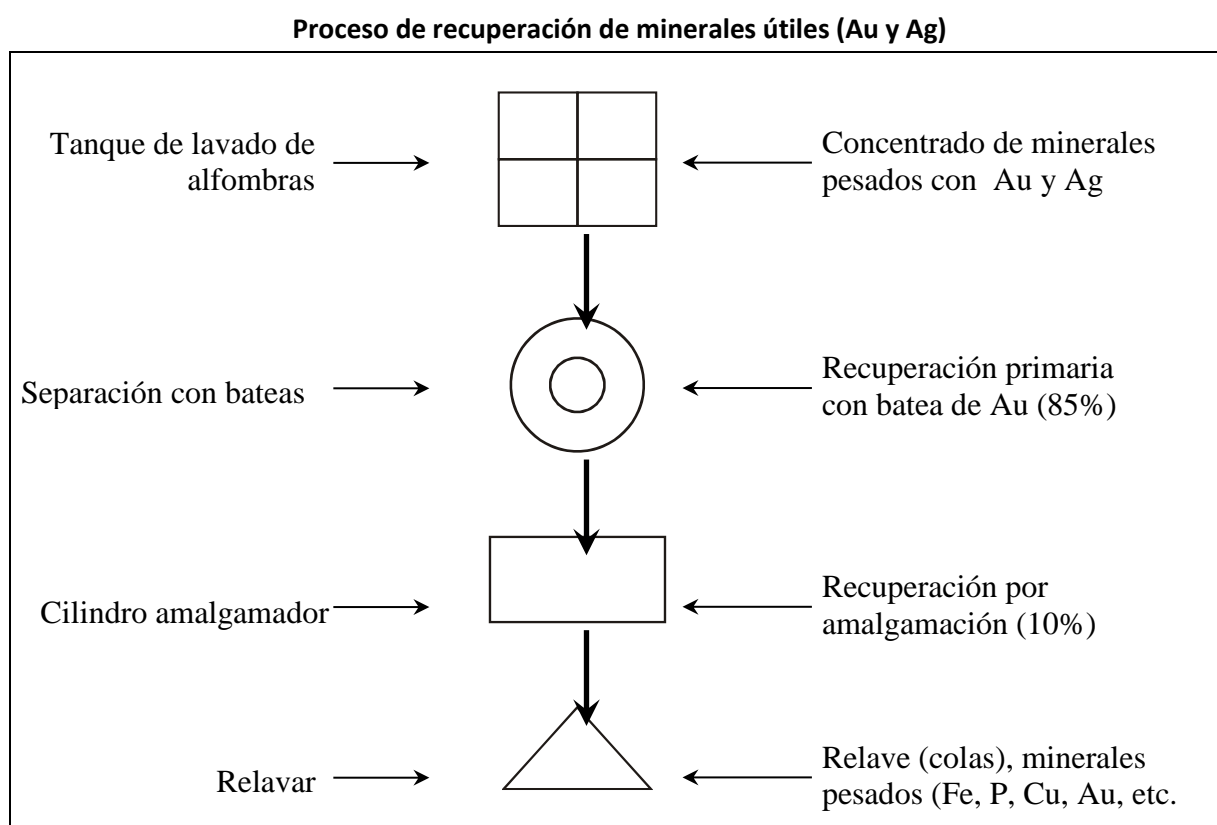 Proceso de recuperación de minerales útiles (Au y Ag)
Tanque de lavado de
alfombras
Concentrado de minerales
pesados con Au y Ag
Separación con bateas
Recuperación primaria
con batea de Au (85%)
Cilindro amalgamador
Recuperación por
amalgamación (10%)
Relavar
Relave (colas), minerales
pesados (Fe, P, Cu, Au, etc.